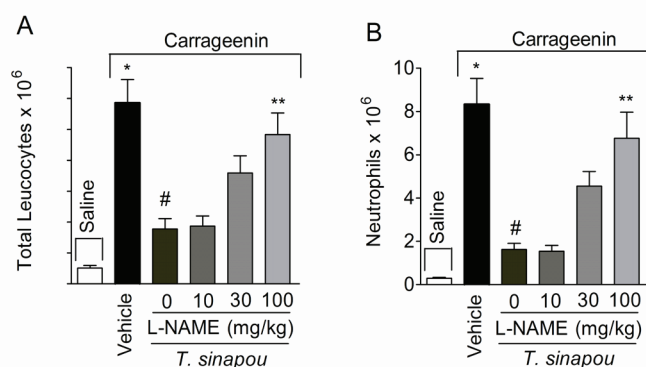 A
Carrageenin
Total Leucocytes x 10⁶
Saline
*
#
**
Vehicle
0 10 30 100
L-NAME (mg/kg)
T. sinapou
B
Carrageenin
Neutrophils x 10⁶
10
8
6
4
2
0
Saline
*
#
**
Vehicle
0 10 30 100
L-NAME (mg/kg)
T. sinapou